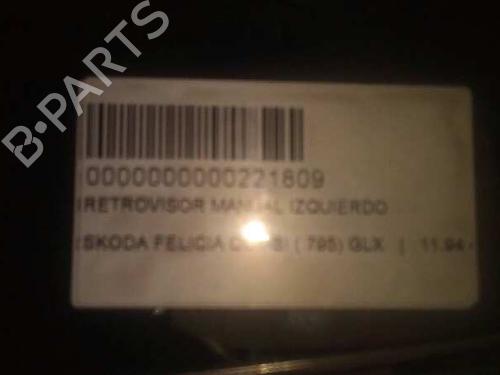 B-PARTS
0000000000221809
RETROVISOR MANUAL IZQUIERDO
SKODA FELICIA ( 795) GLX | 11.94 -